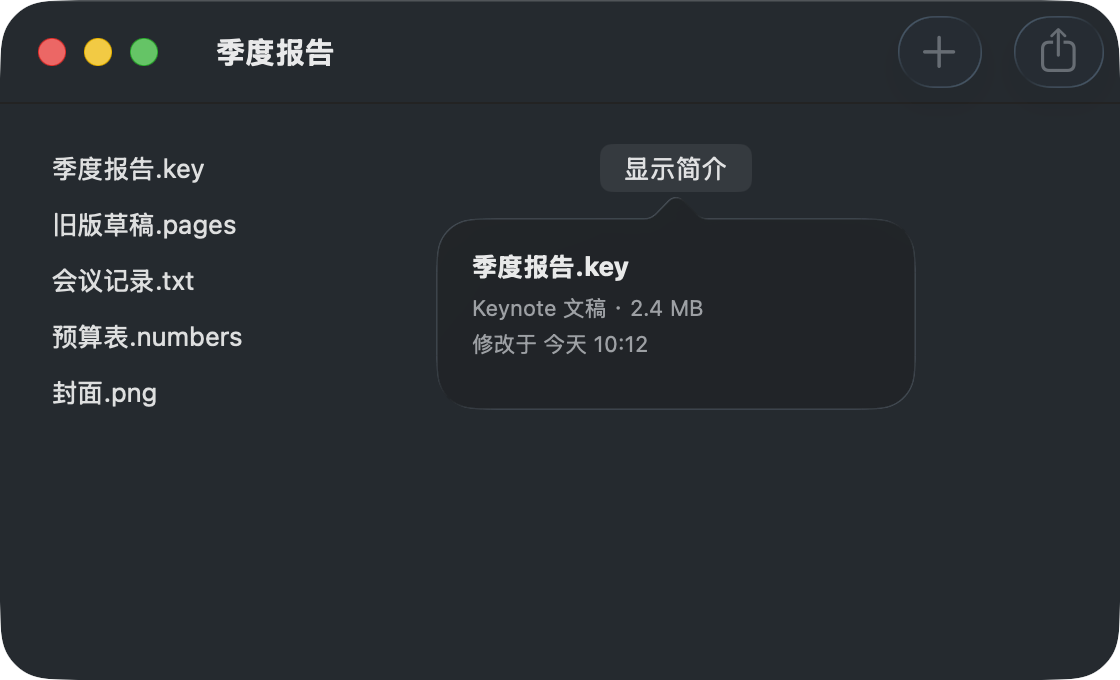 季度报告
季度报告.key
旧版草稿.pages
会议记录.txt
预算表.numbers
封面.png
显示简介
季度报告.key
Keynote 文稿 · 2.4 MB
修改于 今天 10:12